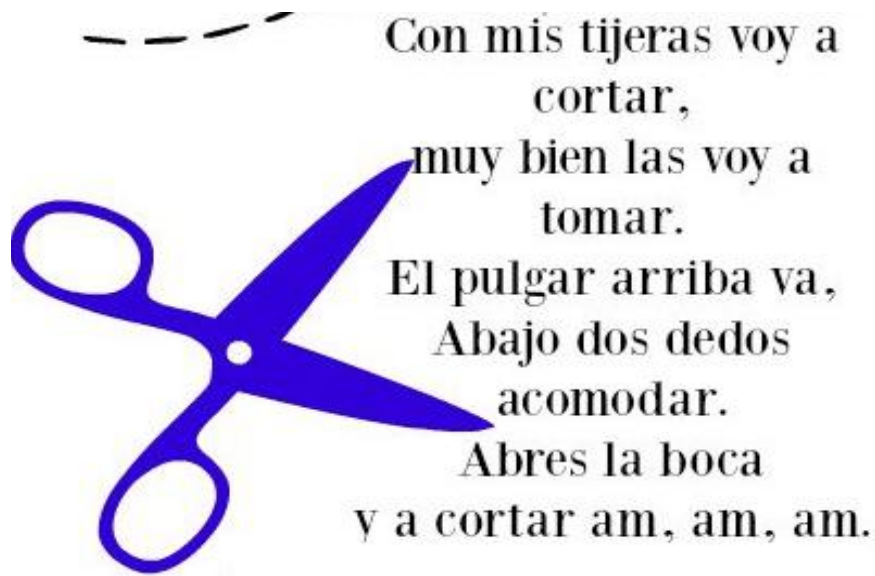 Con mis tijeras voy a
cortar,
muy bien las voy a
tomar.
El pulgar arriba va,
Abajo dos dedos
acomodar.
Abres la boca
y a cortar am, am, am.